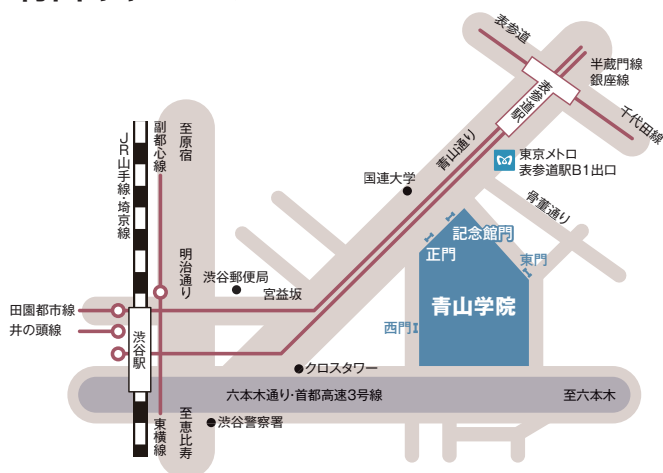 表参道
半蔵門線
銀座線
表参道駅
千代田線
青山通り
東京メトロ
表参道駅B1出口
国連大学
骨董通り
JR山手線・埼京線
副都心線
至原宿
明治通り
渋谷郵便局
宮益坂
記念館門
正門
東門
青山学院
西門
田園都市線
井の頭線
渋谷駅
クロスタワー
六本木通り・首都高速3号線
至六本木
東横線
至恵比寿
渋谷警察署